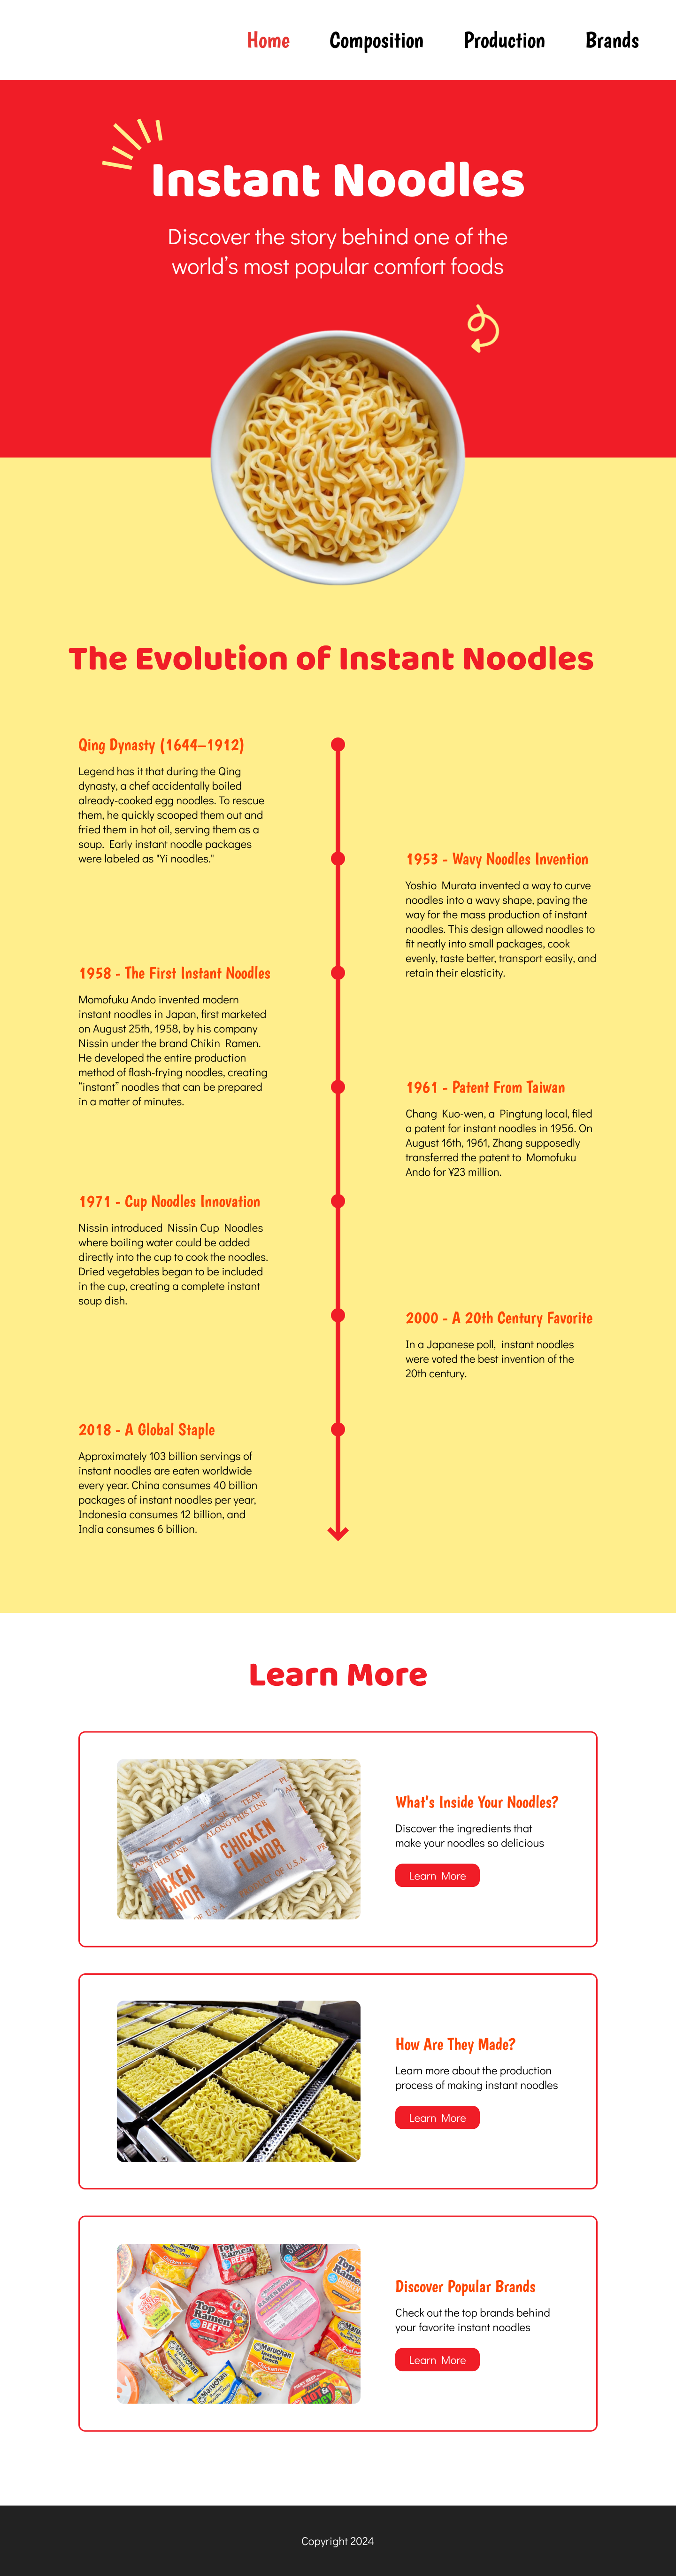 Home Composition Production Brands
Instant Noodles
Discover the story behind one of the
world's most popular comfort foods
The Evolution of Instant Noodles
Qing Dynasty (1644–1912)
Legend has it that during the Qing
dynasty, a chef accidentally boiled
already-cooked egg noodles. To rescue
them, he quickly scooped them out and
fried them in hot oil, serving them as a
soup. Early instant noodle packages
were labeled as "Yi noodles."
1953 - Wavy Noodles Invention
Yoshio Murata invented a way to curve
noodles into a wavy shape, paving the
way for the mass production of instant
noodles. This design allowed noodles to
fit neatly into small packages, cook
evenly, taste better, transport easily, and
retain their elasticity.
1958 - The First Instant Noodles
Momofuku Ando invented modern
instant noodles in Japan, first marketed
on August 25th, 1958, by his company
Nissin under the brand Chikin Ramen.
He developed the entire production
method of flash-frying noodles, creating
“instant” noodles that can be prepared
in a matter of minutes.
1961 - Patent From Taiwan
Chang Kuo-wen, a Pingtung local, filed
a patent for instant noodles in 1956. On
August 16th, 1961, Zhang supposedly
transferred the patent to Momofuku
Ando for ¥23 million.
1971 - Cup Noodles Innovation
Nissin introduced Nissin Cup Noodles
where boiling water could be added
directly into the cup to cook the noodles.
Dried vegetables began to be included
in the cup, creating a complete instant
soup dish.
2000 - A 20th Century Favorite
In a Japanese poll, instant noodles
were voted the best invention of the
20th century.
2018 - A Global Staple
Approximately 103 billion servings of
instant noodles are eaten worldwide
every year. China consumes 40 billion
packages of instant noodles per year,
Indonesia consumes 12 billion, and
India consumes 6 billion.
Learn More
TEAR
ALONG THIS LINE
CHICKEN
FLAVOR
CHICKEN
FLAVOR
OF U.S.A.
What's Inside Your Noodles?
Discover the ingredients that
make your noodles so delicious
Learn More
How Are They Made?
Learn more about the production
process of making instant noodles
Learn More
Top
Ramen
BEEF
Maruchan
Instant
Lunch
Maruchan
Maruchan
Discover Popular Brands
Check out the top brands behind
your favorite instant noodles
Learn More
Copyright 2024